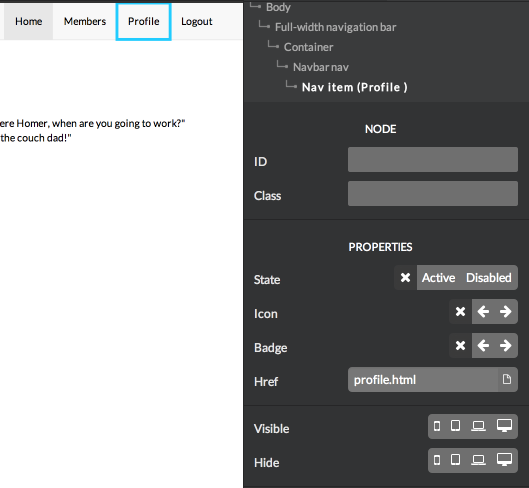 Home Members Profile Logout
ere Homer, when are you going to work?"
the couch dad!"
Body
Full-width navigation bar
Container
Navbar nav
Nav item (Profile )
NODE
ID
Class
PROPERTIES
State Active Disabled
Icon
Badge
Href profile.html
Visible
Hide